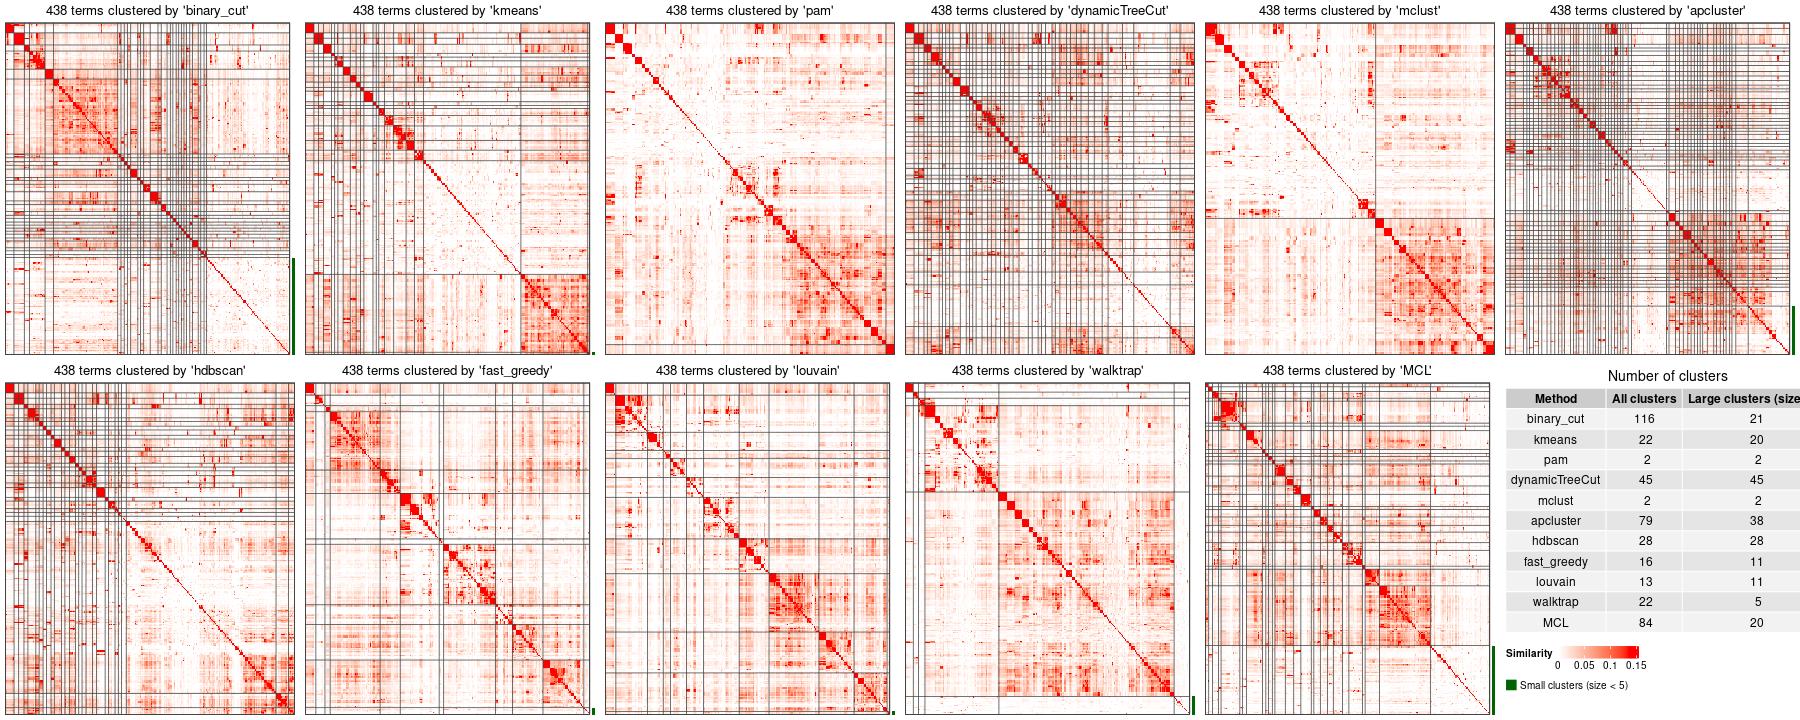 438 terms clustered by 'binary_cut'
438 terms clustered by 'kmeans'
438 terms clustered by 'pam'
438 terms clustered by 'dynamicTreeCut'
438 terms clustered by 'mclust'
438 terms clustered by 'apcluster'
438 terms clustered by 'hdbscan'
438 terms clustered by 'fast_greedy'
438 terms clustered by 'louvain'
438 terms clustered by 'walktrap'
438 terms clustered by 'MCL'
Number of clusters
Method All clusters Large clusters (size
binary_cut 116 21
kmeans 22 20
pam 2 2
dynamicTreeCut 45 45
mclust 2 2
apcluster 79 38
hdbscan 28 28
fast_greedy 16 11
louvain 13 11
walktrap 22 5
MCL 84 20
Similarity
0 0.05 0.1 0.15
Small clusters (size < 5)